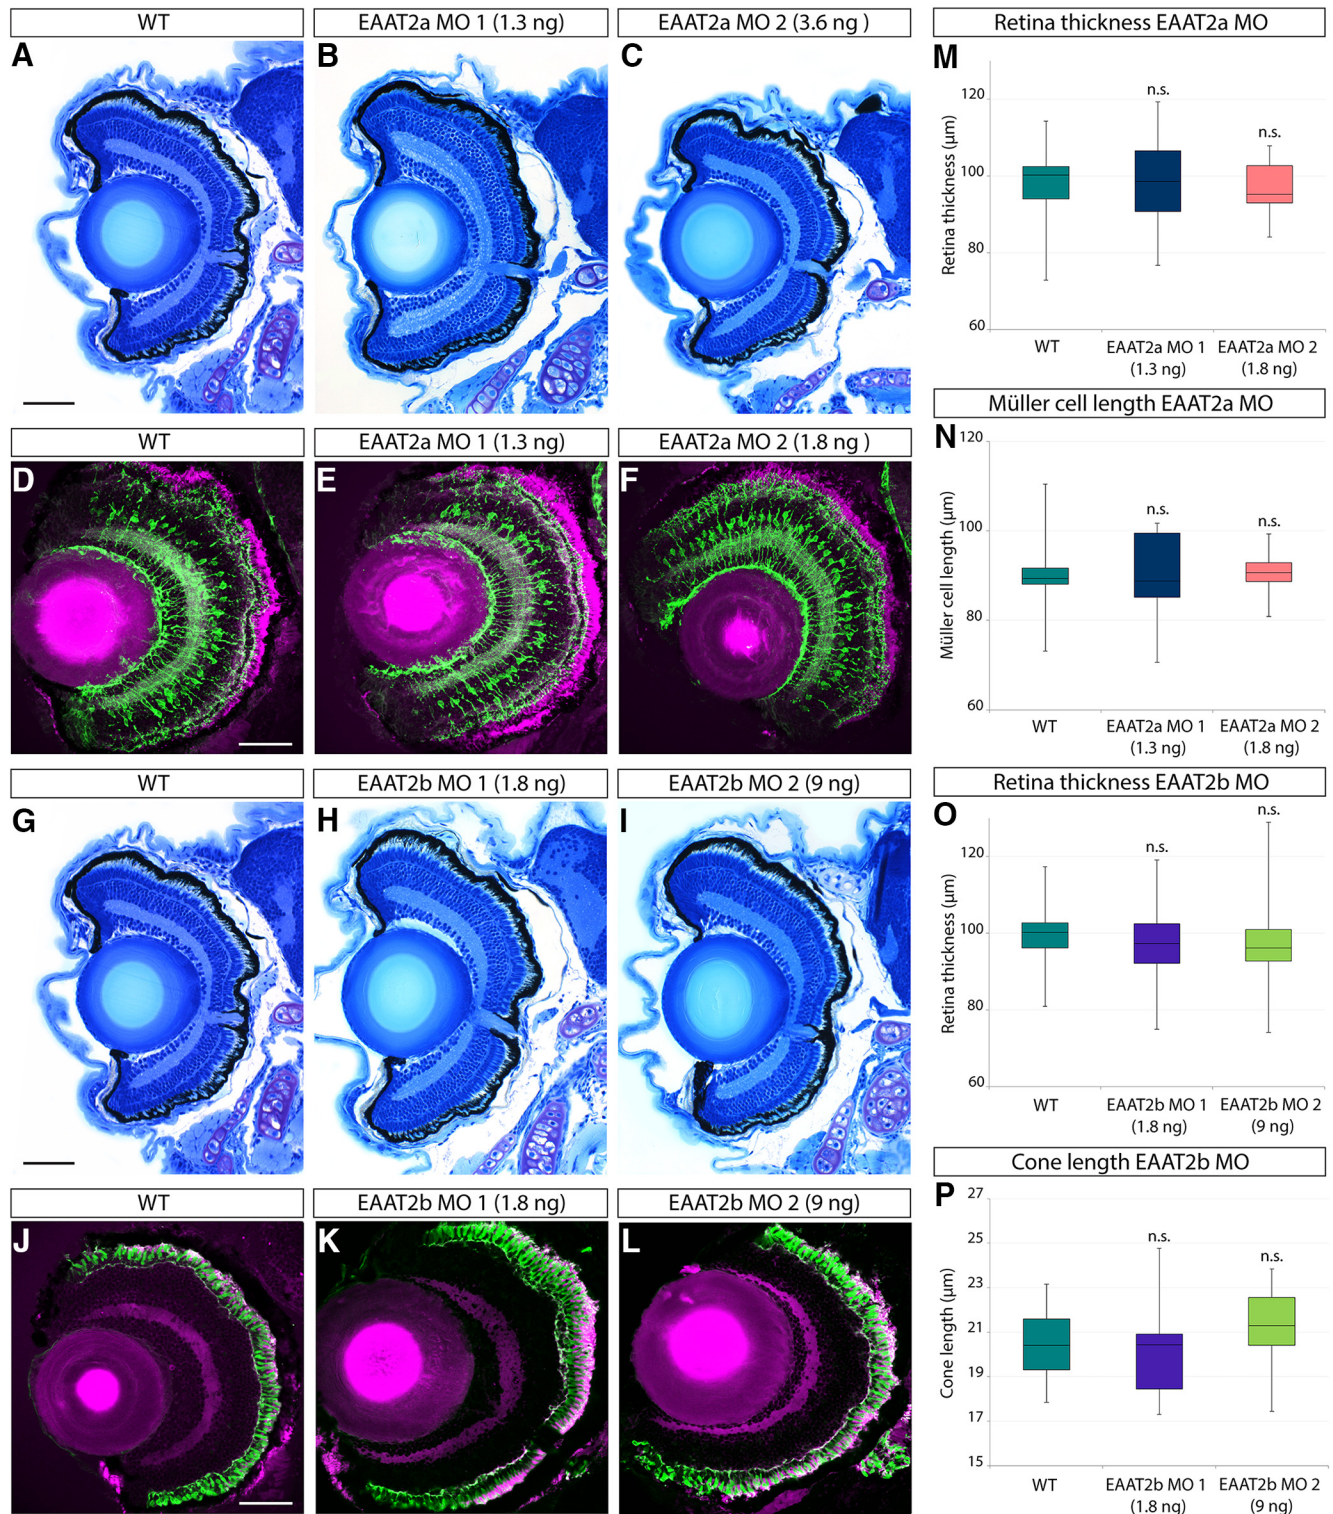 WT
EAAT2a MO 1 (1.3 ng)
EAAT2a MO 2 (3.6 ng )
A
B
C
WT
EAAT2a MO 1 (1.3 ng)
EAAT2a MO 2 (1.8 ng )
D
E
F
WT
EAAT2b MO 1 (1.8 ng)
EAAT2b MO 2 (9 ng)
G
H
I
WT
EAAT2b MO 1 (1.8 ng)
EAAT2b MO 2 (9 ng)
J
K
L
Retina thickness EAAT2a MO
M
Retina thickness (µm)
120
100
80
60
n.s.
n.s.
WT
EAAT2a MO 1
(1.3 ng)
EAAT2a MO 2
(1.8 ng)
Müller cell length EAAT2a MO
N
Müller cell length (µm)
120
100
80
60
n.s.
n.s.
WT
EAAT2a MO 1
(1.3 ng)
EAAT2a MO 2
(1.8 ng)
Retina thickness EAAT2b MO
O
Retina thickness (µm)
120
100
80
60
n.s.
n.s.
WT
EAAT2b MO 1
(1.8 ng)
EAAT2b MO 2
(9 ng)
Cone length EAAT2b MO
P
Cone length (µm)
27
25
23
21
19
17
15
n.s.
n.s.
WT
EAAT2b MO 1
(1.8 ng)
EAAT2b MO 2
(9 ng)